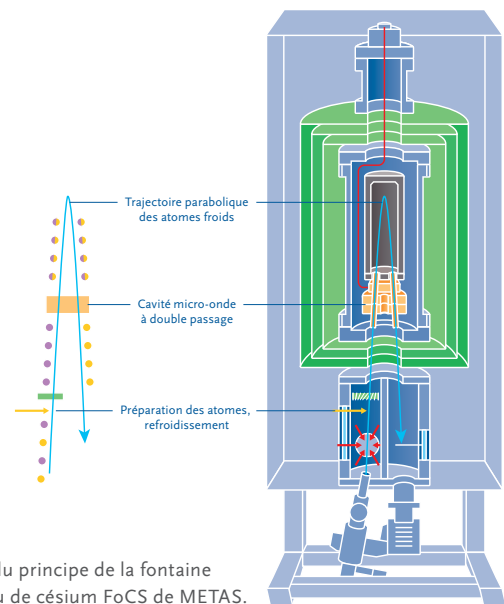 Trajectoire parabolique
des atomes froids
Cavité micro-onde
à double passage
Préparation des atomes,
refroidissement
du principe de la fontaine
u de césium FoCS de METAS.